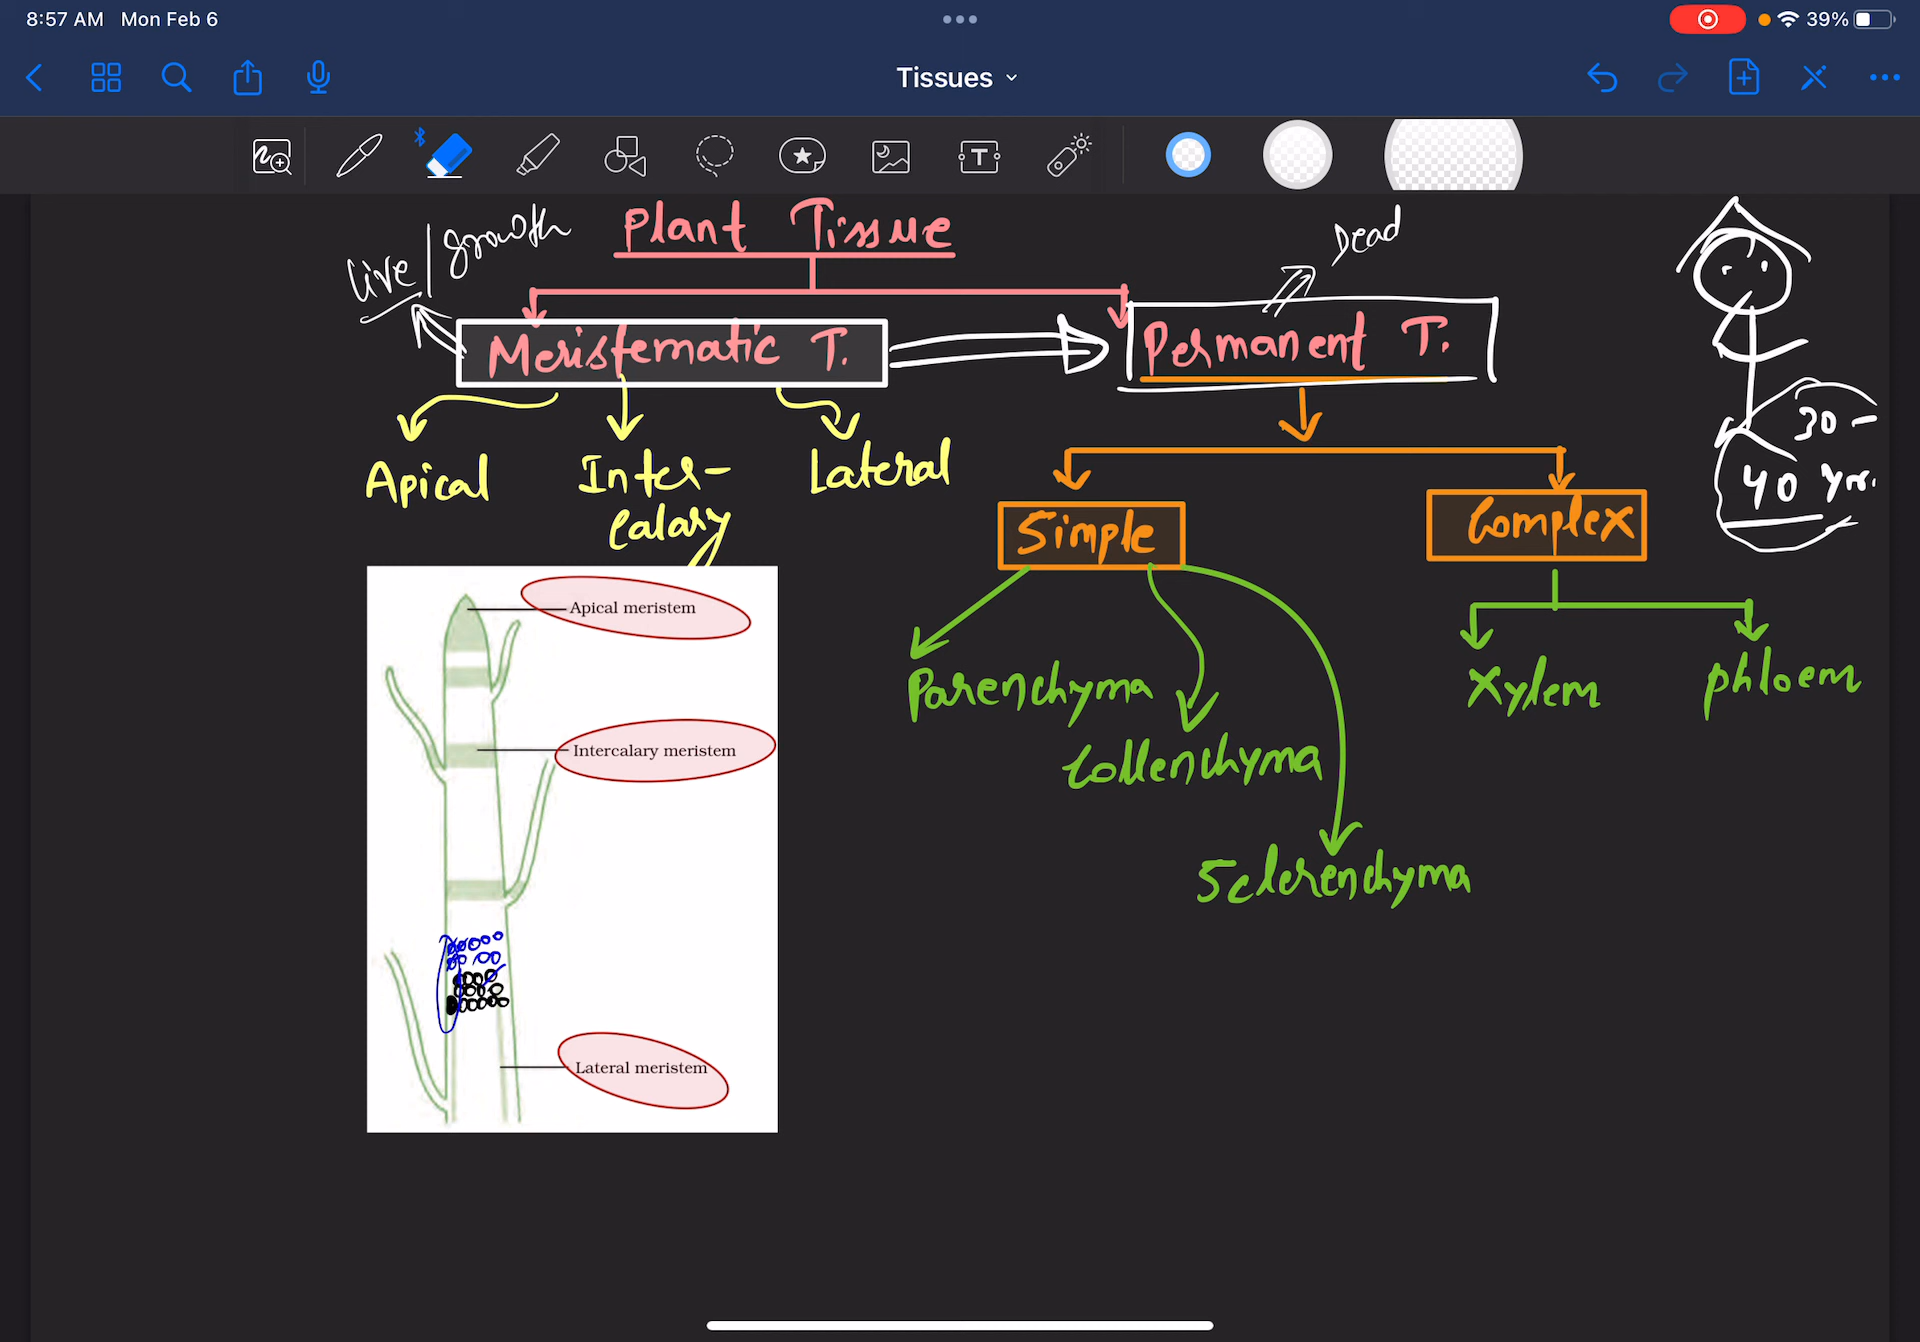 8:57 AM Mon Feb 6
39%
Tissues
T
Plant Tissue
live/growth
Dead
Meristematic T.
Permanent T.
30 -
40 yr.
Apical
Inter-
calary
Lateral
Simple
Complex
Parenchyma
Collenchyma
Sclerenchyma
Xylem
phloem
Apical meristem
Intercalary meristem
Lateral meristem